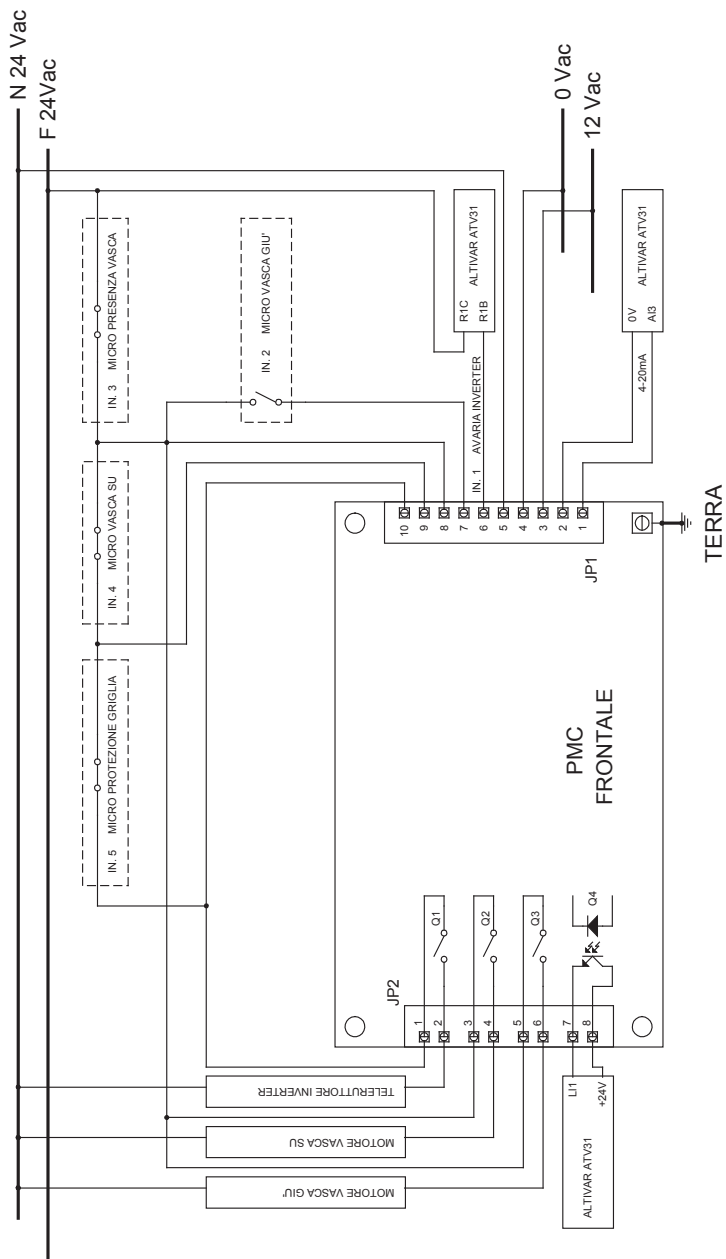 N 24 Vac
F 24Vac
0 Vac
12 Vac
IN. 5 MICRO PROTEZIONE GRIGLIA
IN. 4 MICRO VASCA SU
IN. 3 MICRO PRESENZA VASCA
IN. 2 MICRO VASCA GIU'
IN. 1 AVARIA INVERTER
R1C
R1B
ALTIVAR ATV31
0V
AI3
ALTIVAR ATV31
4-20mA
10
9
8
7
6
5
4
3
2
1
JP1
TERRA
PMC
FRONTALE
JP2
1
2
3
4
5
6
7
8
Q1
Q2
Q3
Q4
TELERUTTORE INVERTER
MOTORE VASCA SU
MOTORE VASCA GIU'
LI1
+24V
ALTIVAR ATV31